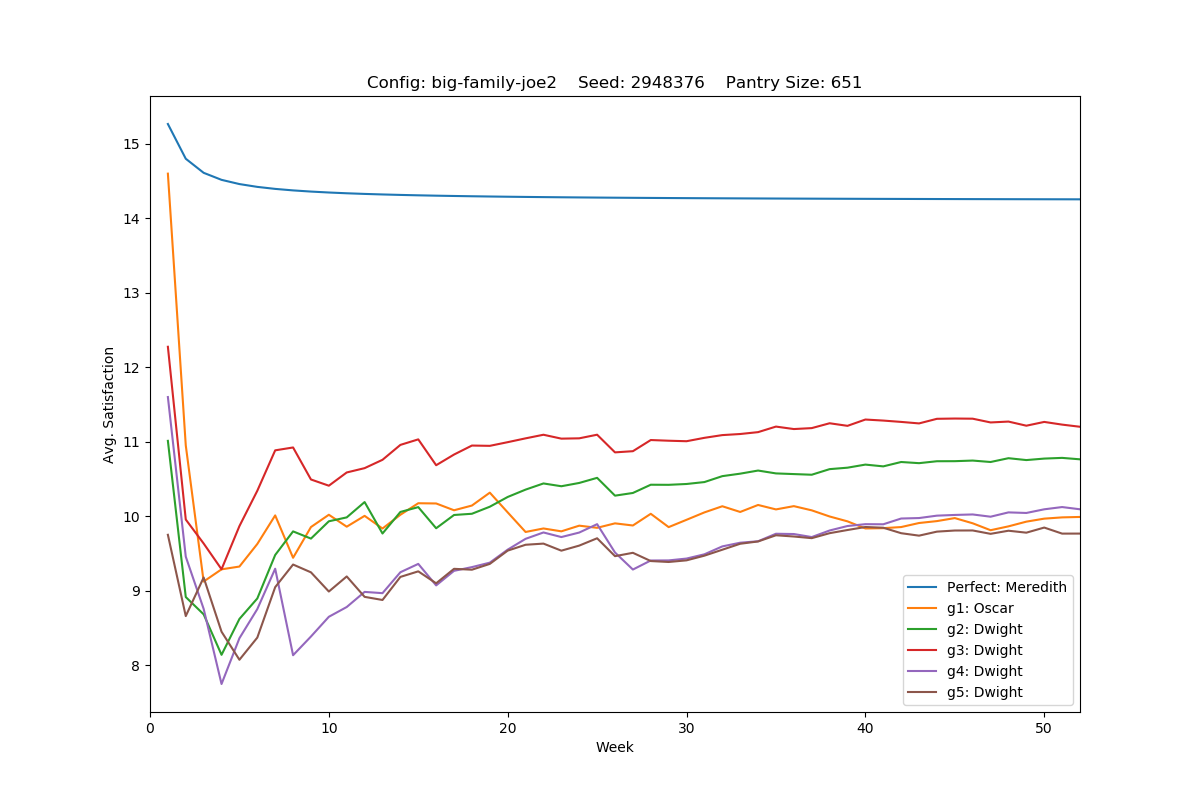 Config: big-family-joe2    Seed: 2948376    Pantry Size: 651
Avg. Satisfaction
15
14
13
12
11
10
9
8
0
10
20
30
40
50
Week
Perfect: Meredith
g1: Oscar
g2: Dwight
g3: Dwight
g4: Dwight
g5: Dwight